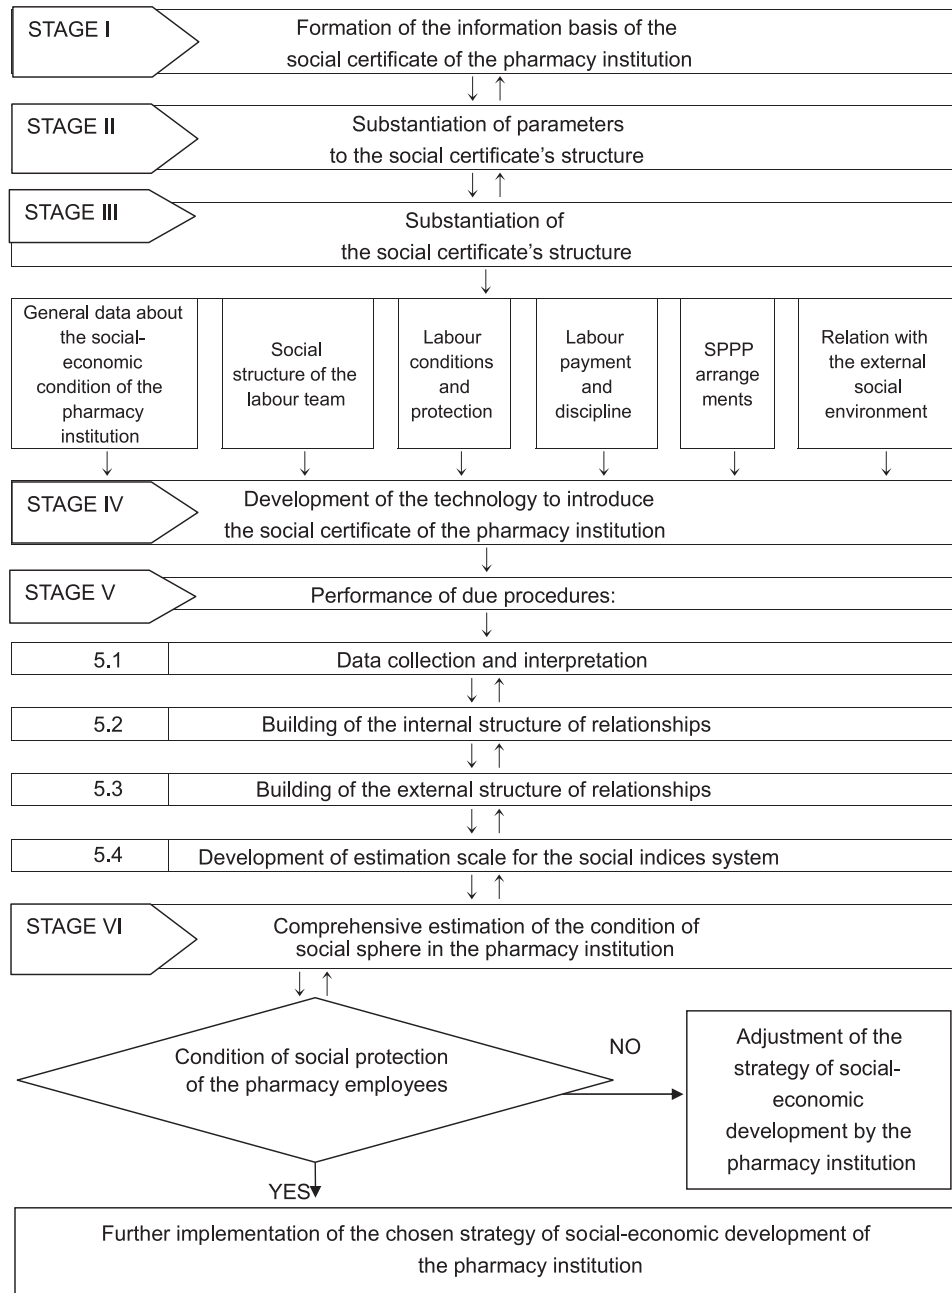 STAGE I
Formation of the information basis of the
social certificate of the pharmacy institution
STAGE II
Substantiation of parameters
to the social certificate's structure
STAGE III
Substantiation of
the social certificate's structure
General data about
the social-
economic
condition of the
pharmacy
institution
Social
structure of the
labour team
Labour
conditions
and
protection
Labour
payment
and
discipline
SPPP
arrange
ments
Relation with
the external
social
environment
STAGE IV
Development of the technology to introduce
the social certificate of the pharmacy institution
STAGE V
Performance of due procedures:
5.1 Data collection and interpretation
5.2 Building of the internal structure of relationships
5.3 Building of the external structure of relationships
5.4 Development of estimation scale for the social indices system
STAGE VI
Comprehensive estimation of the condition of
social sphere in the pharmacy institution
Condition of social protection
of the pharmacy employees
NO
Adjustment of the
strategy of social-
economic
development by the
pharmacy institution
YES
Further implementation of the chosen strategy of social-economic development of
the pharmacy institution